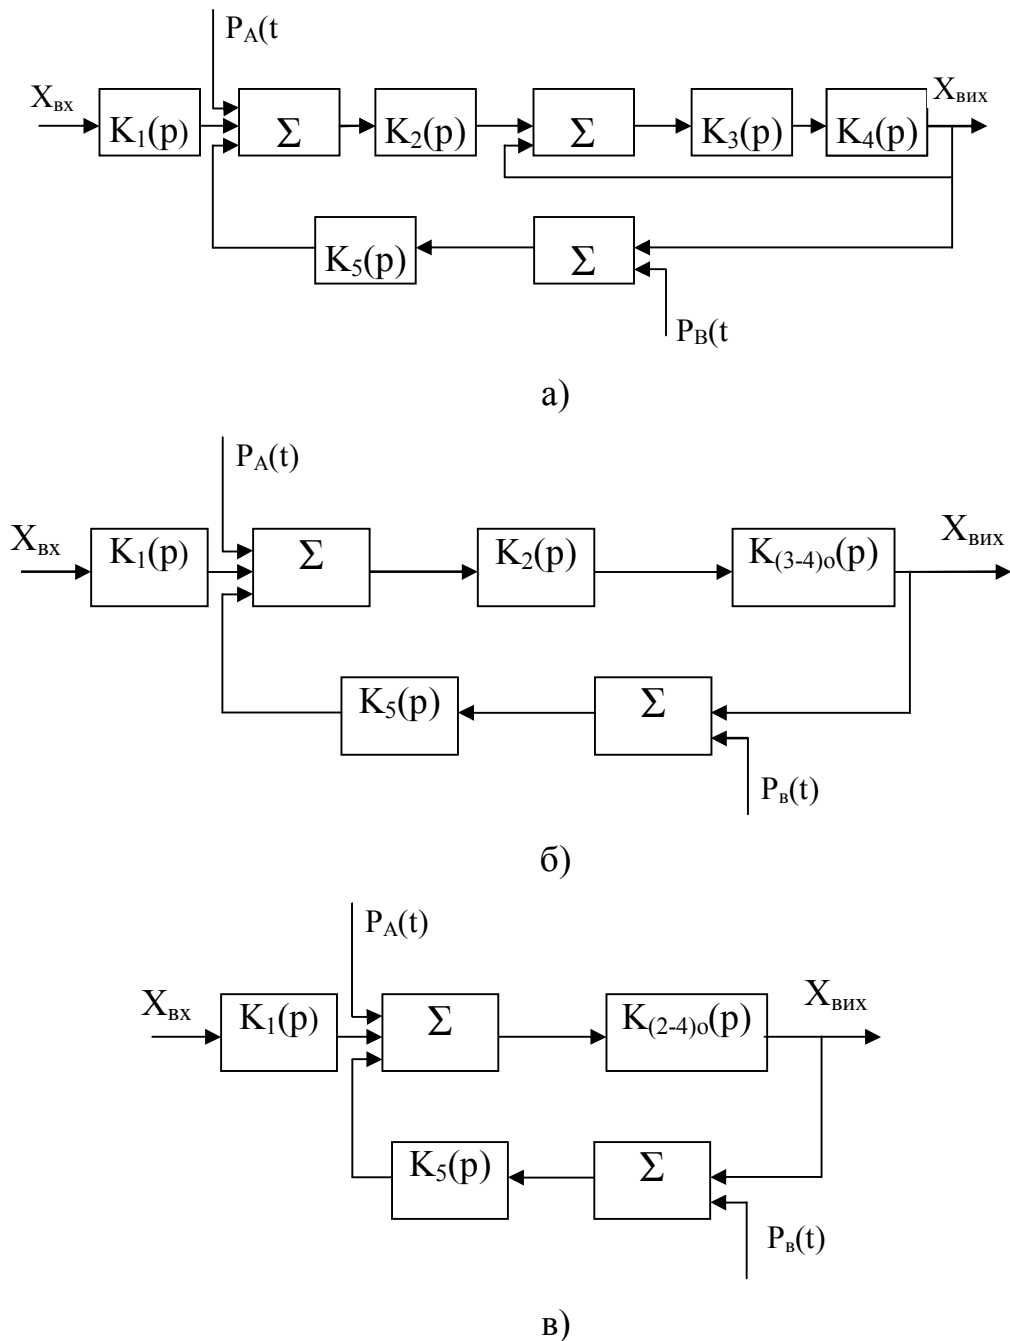 P_A(t
X_вх
K_1(p)
Σ
K_2(p)
Σ
K_3(p)
K_4(p)
X_вих
K_5(p)
Σ
P_B(t
а)
P_A(t)
X_вх
K_1(p)
Σ
K_2(p)
K_(3-4)о(p)
X_вих
K_5(p)
Σ
P_в(t)
б)
P_A(t)
X_вх
K_1(p)
Σ
K_(2-4)о(p)
X_вих
K_5(p)
Σ
P_в(t)
в)